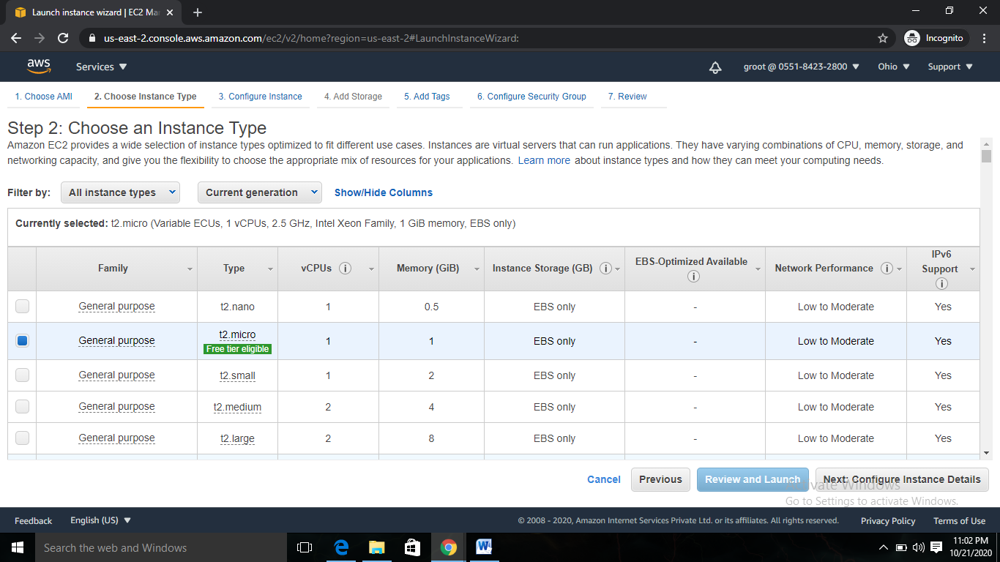 Launch instance wizard | EC2 Ma
us-east-2.console.aws.amazon.com/ec2/v2/home?region=us-east-2#LaunchInstanceWizard:
Incognito
aws
Services
groot @ 0551-8423-2800
Ohio
Support
1. Choose AMI
2. Choose Instance Type
3. Configure Instance
4. Add Storage
5. Add Tags
6. Configure Security Group
7. Review
Step 2: Choose an Instance Type
Amazon EC2 provides a wide selection of instance types optimized to fit different use cases. Instances are virtual servers that can run applications. They have varying combinations of CPU, memory, storage, and
networking capacity, and give you the flexibility to choose the appropriate mix of resources for your applications. Learn more about instance types and how they can meet your computing needs.
Filter by: All instance types Current generation Show/Hide Columns
Currently selected: t2.micro (Variable ECUs, 1 vCPUs, 2.5 GHz, Intel Xeon Family, 1 GiB memory, EBS only)
Family Type vCPUs Memory (GiB) Instance Storage (GB) EBS-Optimized Available Network Performance IPv6 Support
General purpose t2.nano 1 0.5 EBS only - Low to Moderate Yes
General purpose t2.micro Free tier eligible 1 1 EBS only - Low to Moderate Yes
General purpose t2.small 1 2 EBS only - Low to Moderate Yes
General purpose t2.medium 2 4 EBS only - Low to Moderate Yes
General purpose t2.large 2 8 EBS only - Low to Moderate Yes
Cancel Previous Review and Launch Next: Configure Instance Details
Go to Settings to activate Windows.
Feedback English (US) © 2008 - 2020, Amazon Internet Services Private Ltd. or its affiliates. All rights reserved. Privacy Policy Terms of Use
Search the web and Windows
11:02 PM
10/21/2020